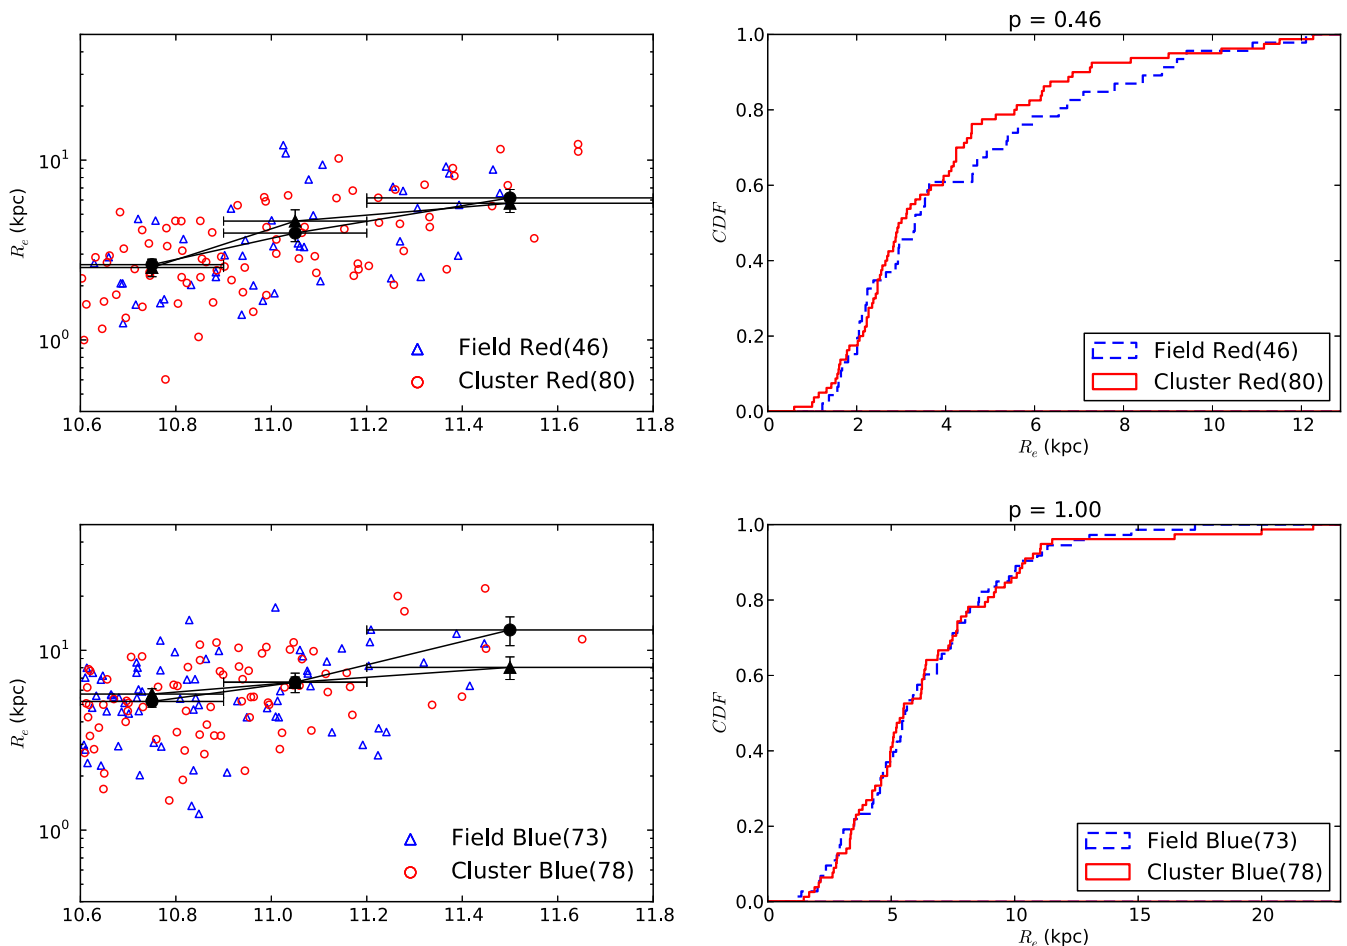 p = 0.46
10^1
10^0
R_e (kpc)
Field Red(46)
Cluster Red(80)
10.6 10.8 11.0 11.2 11.4 11.6 11.8
1.0
0.8
0.6
0.4
0.2
0.0
CDF
Field Red(46)
Cluster Red(80)
0 2 4 6 8 10 12
R_e (kpc)
p = 1.00
10^1
10^0
R_e (kpc)
Field Blue(73)
Cluster Blue(78)
10.6 10.8 11.0 11.2 11.4 11.6 11.8
1.0
0.8
0.6
0.4
0.2
0.0
CDF
Field Blue(73)
Cluster Blue(78)
0 5 10 15 20
R_e (kpc)